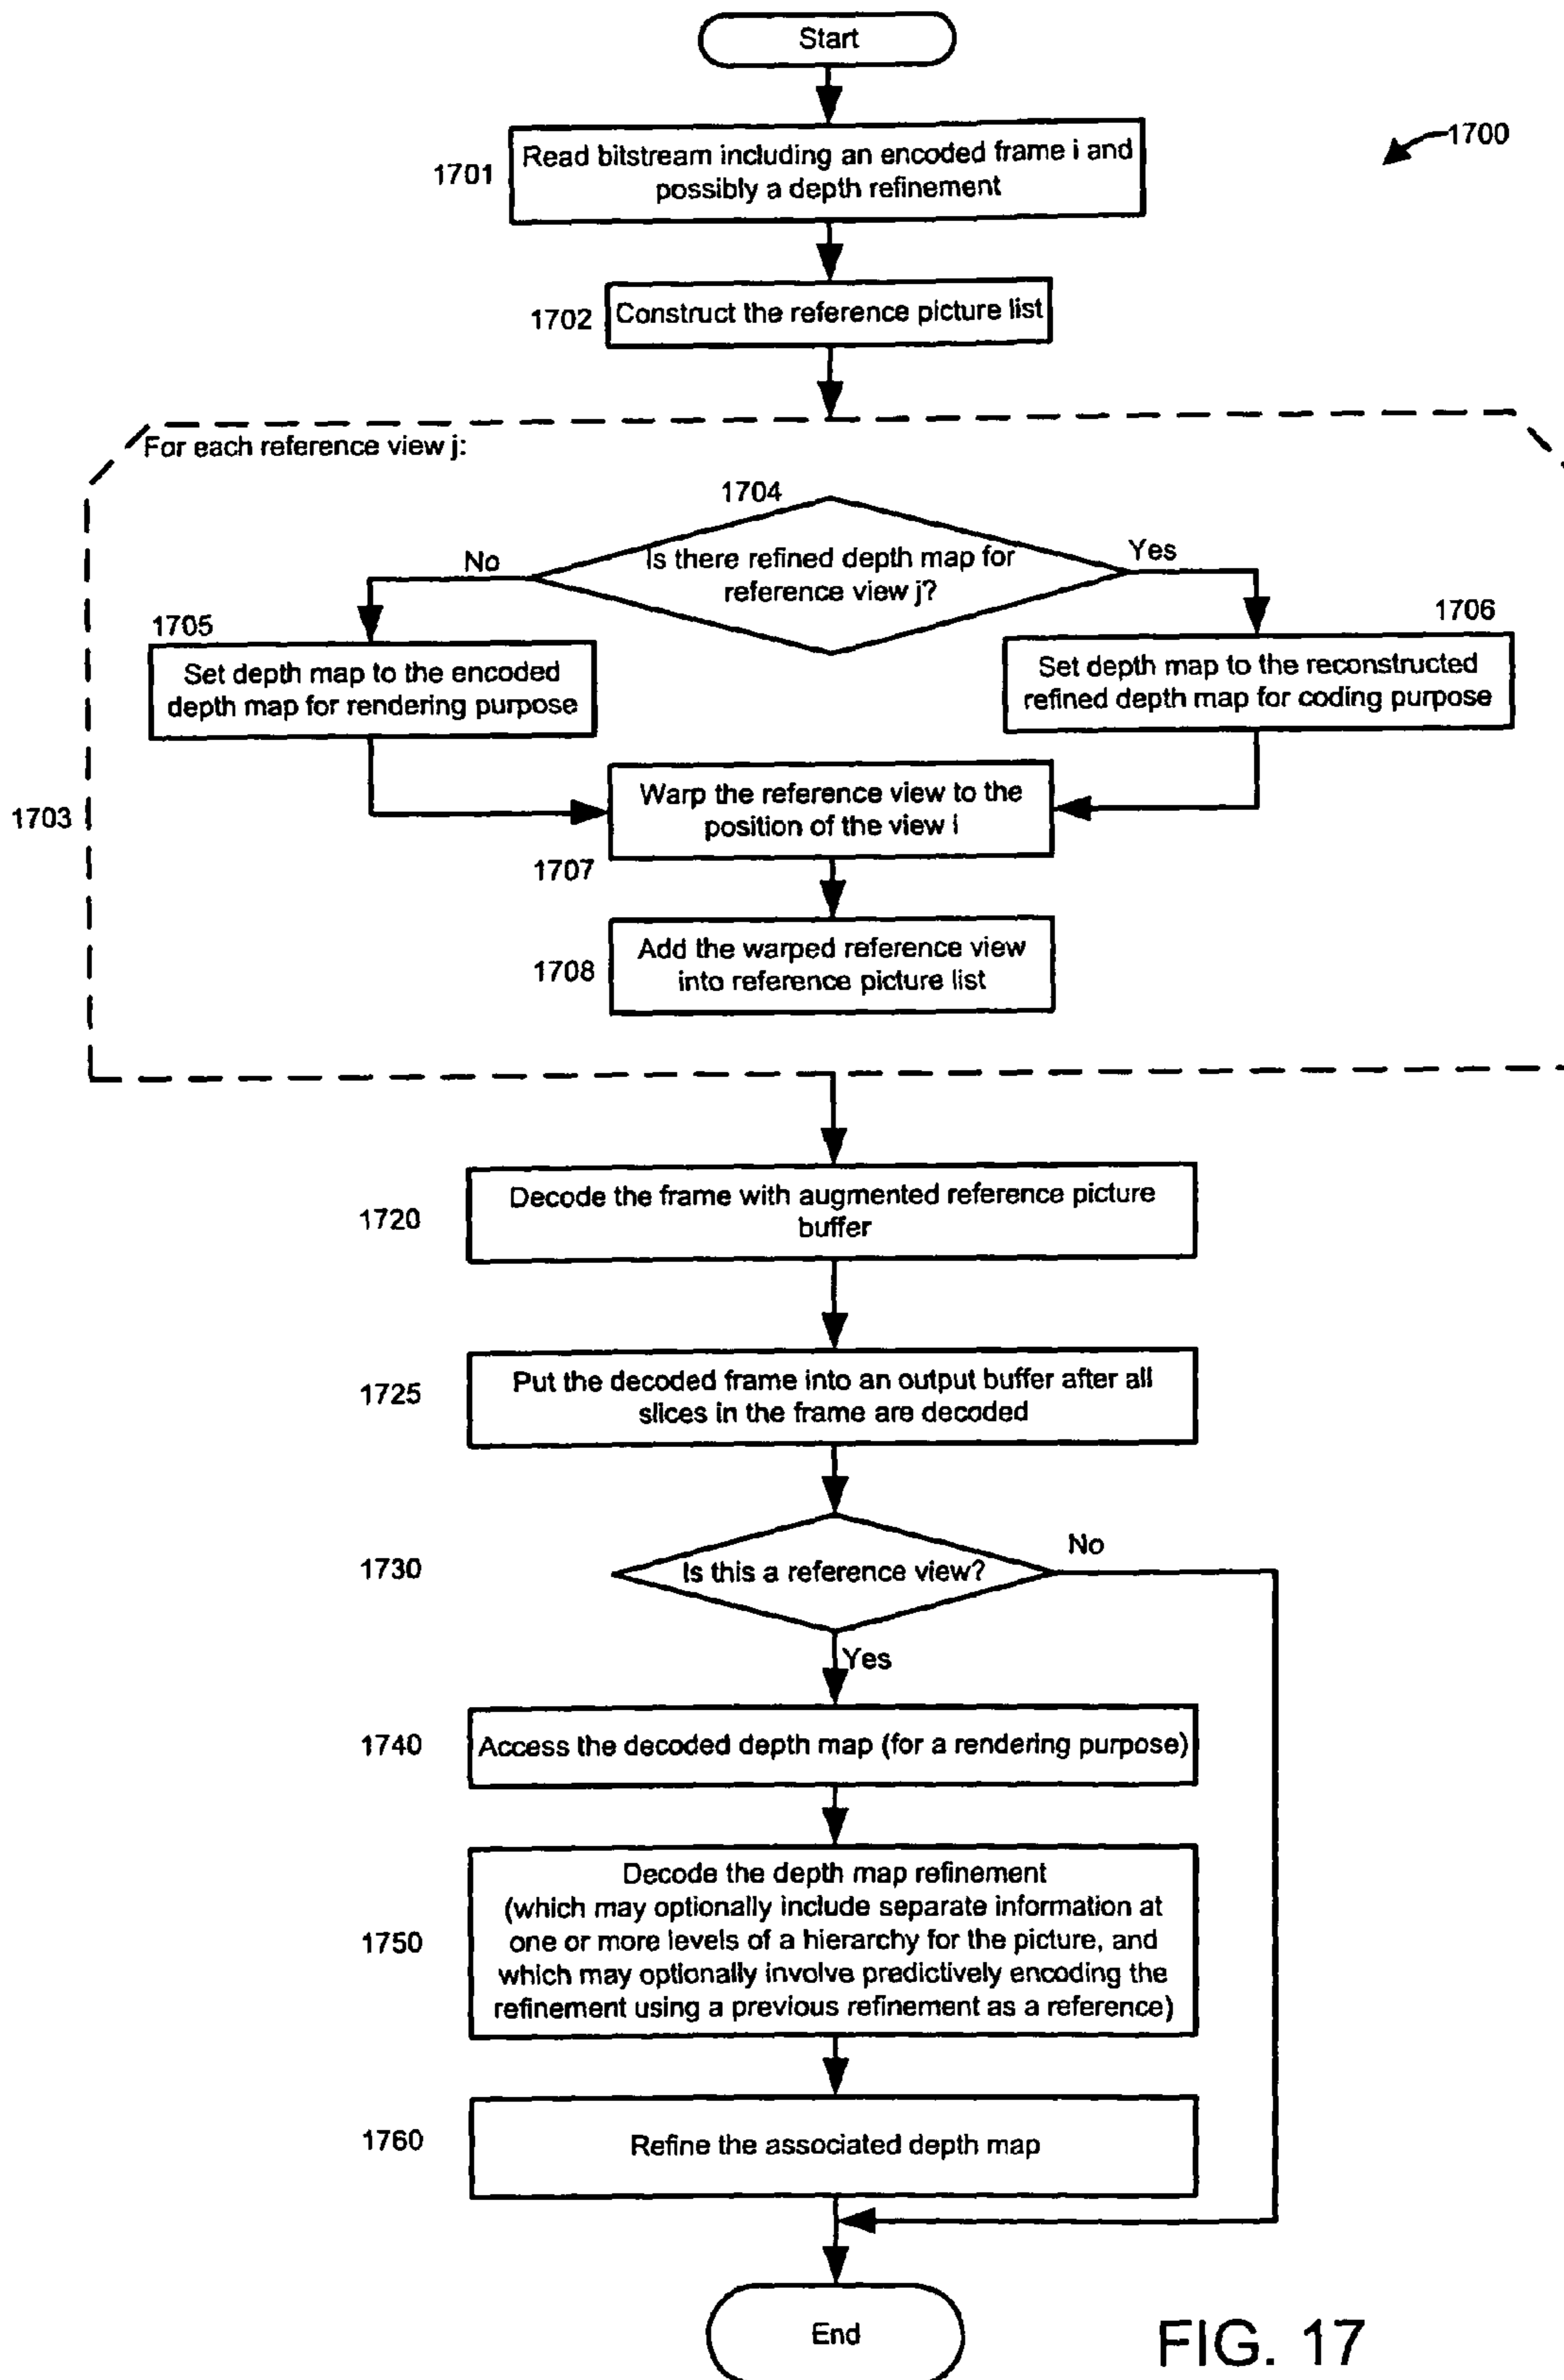 Start
1700
1701
Read bitstream including an encoded frame i and
possibly a depth refinement
1702
Construct the reference picture list
For each reference view j:
1703
1704
Is there refined depth map for
reference view j?
No
Yes
1705
Set depth map to the encoded
depth map for rendering purpose
1706
Set depth map to the reconstructed
refined depth map for coding purpose
Warp the reference view to the
position of the view i
1707
Add the warped reference view
into reference picture list
1708
1720
Decode the frame with augmented reference picture
buffer
1725
Put the decoded frame into an output buffer after all
slices in the frame are decoded
1730
Is this a reference view?
No
Yes
1740
Access the decoded depth map (for a rendering purpose)
1750
Decode the depth map refinement
(which may optionally include separate information at
one or more levels of a hierarchy for the picture, and
which may optionally involve predictively encoding the
refinement using a previous refinement as a reference)
1760
Refine the associated depth map
End
FIG. 17